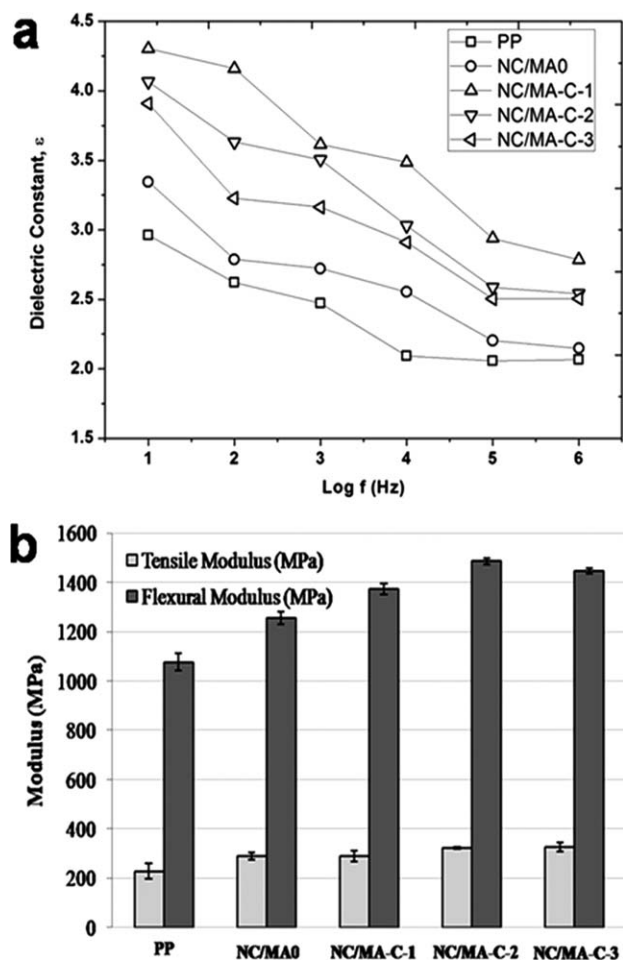 a
4.5
4.0
3.5
3.0
2.5
2.0
1.5
Dielectric Constant, ε
PP
NC/MA0
NC/MA-C-1
NC/MA-C-2
NC/MA-C-3
1 2 3 4 5 6
Log f (Hz)
b
1600
1400
1200
1000
800
600
400
200
0
Modulus (MPa)
Tensile Modulus (MPa)
Flexural Modulus (MPa)
PP NC/MA0 NC/MA-C-1 NC/MA-C-2 NC/MA-C-3